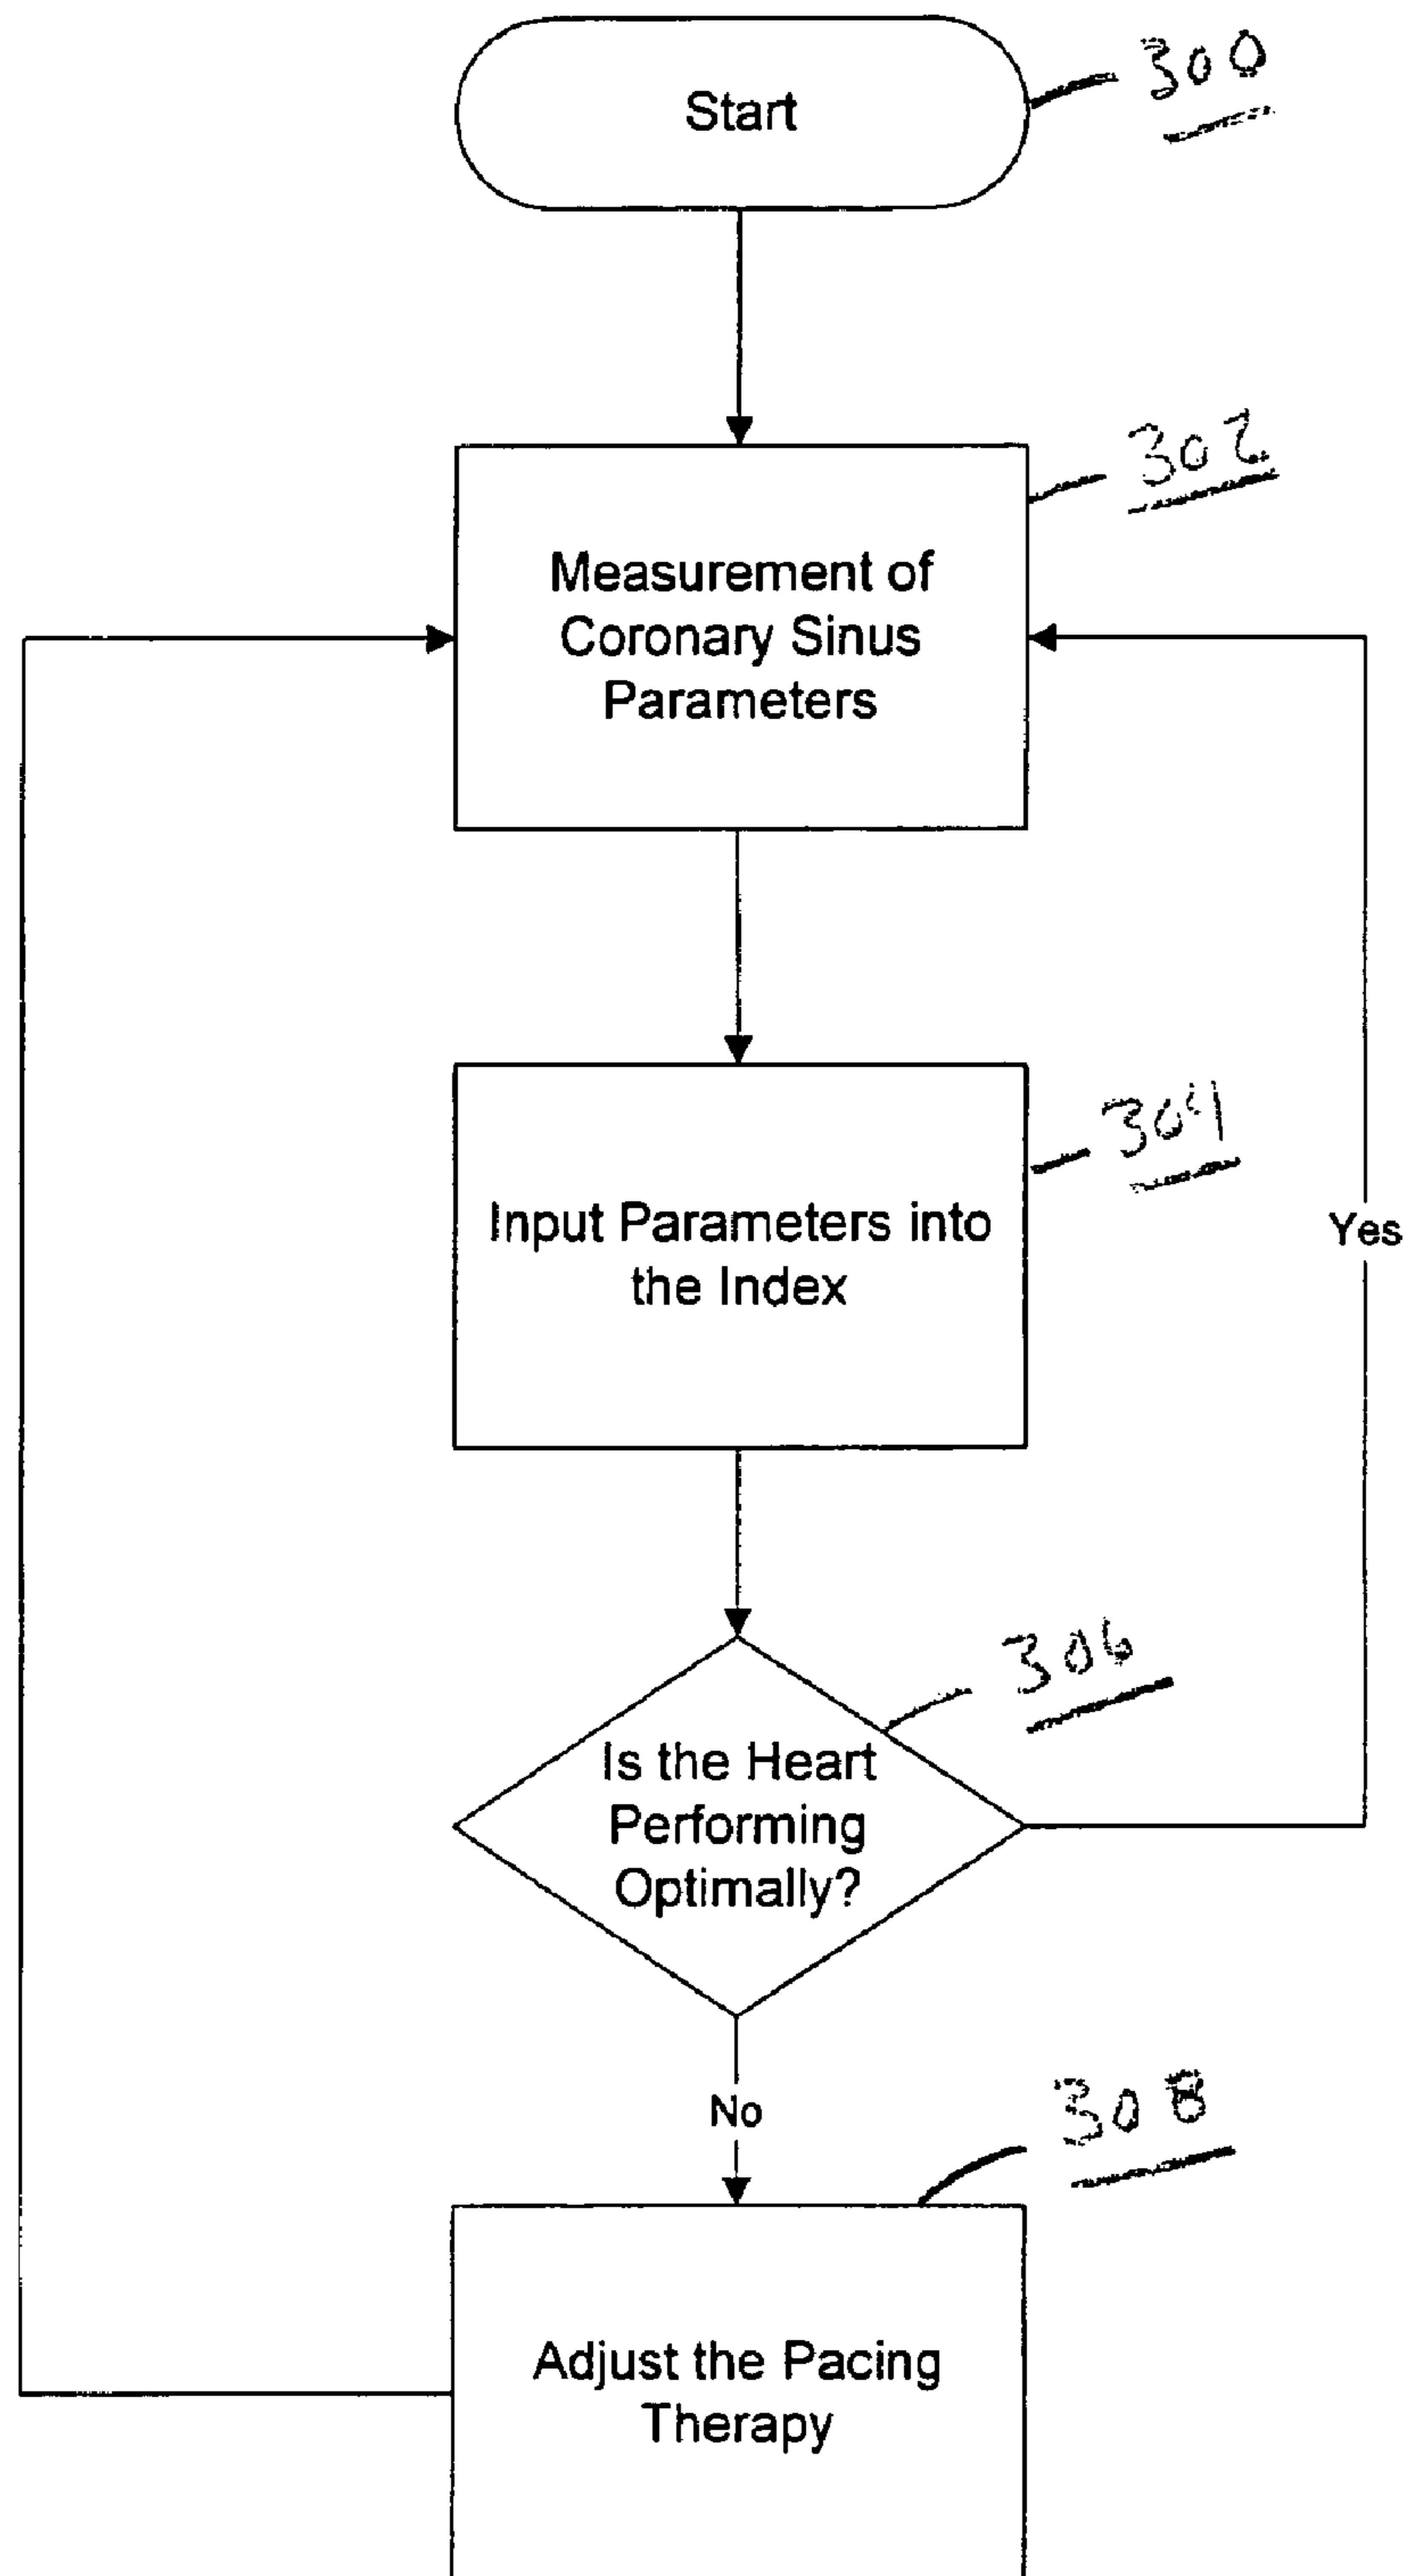 Start
300
302
Measurement of
Coronary Sinus
Parameters
304
Input Parameters into
the Index
Yes
306
Is the Heart
Performing
Optimally?
No
308
Adjust the Pacing
Therapy